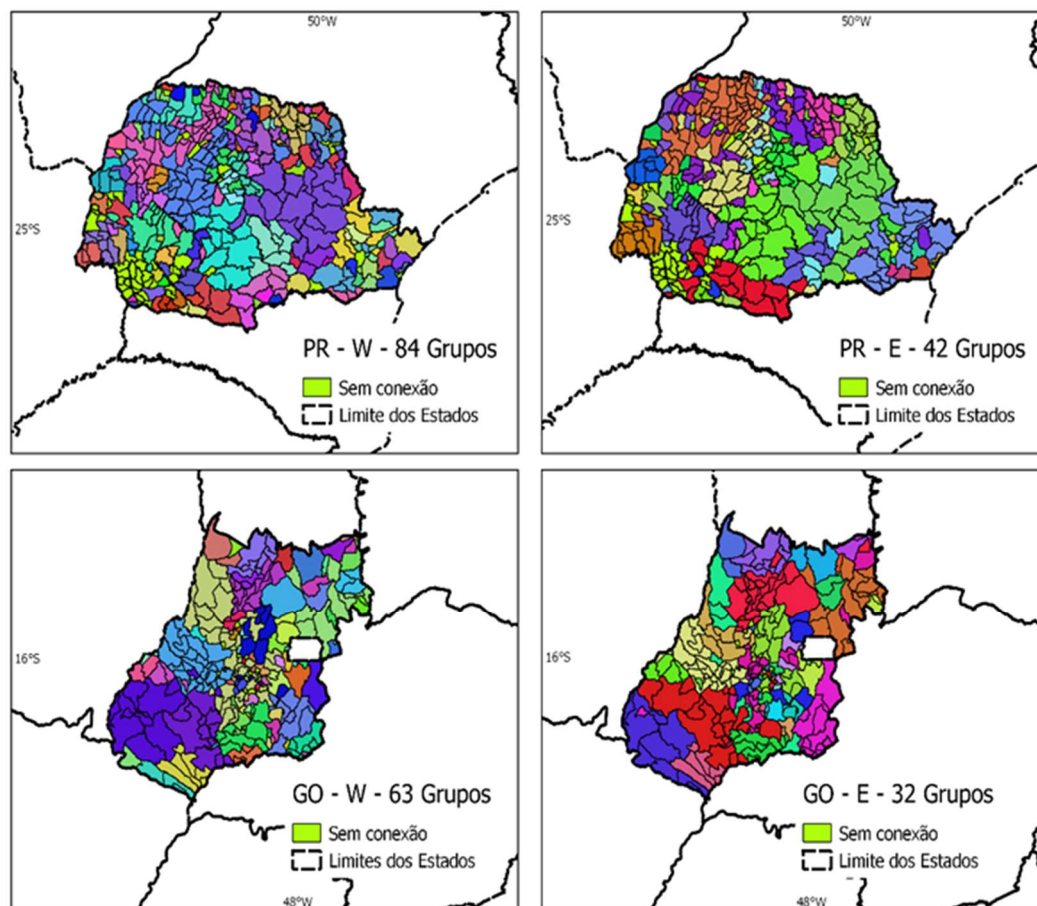 50°W
25°S
PR - W - 84 Grupos
Sem conexão
Limite dos Estados
50°W
25°S
PR - E - 42 Grupos
Sem conexão
Limite dos Estados
16°S
GO - W - 63 Grupos
Sem conexão
Limites dos Estados
48°W
16°S
GO - E - 32 Grupos
Sem conexão
Limite dos Estados
48°W